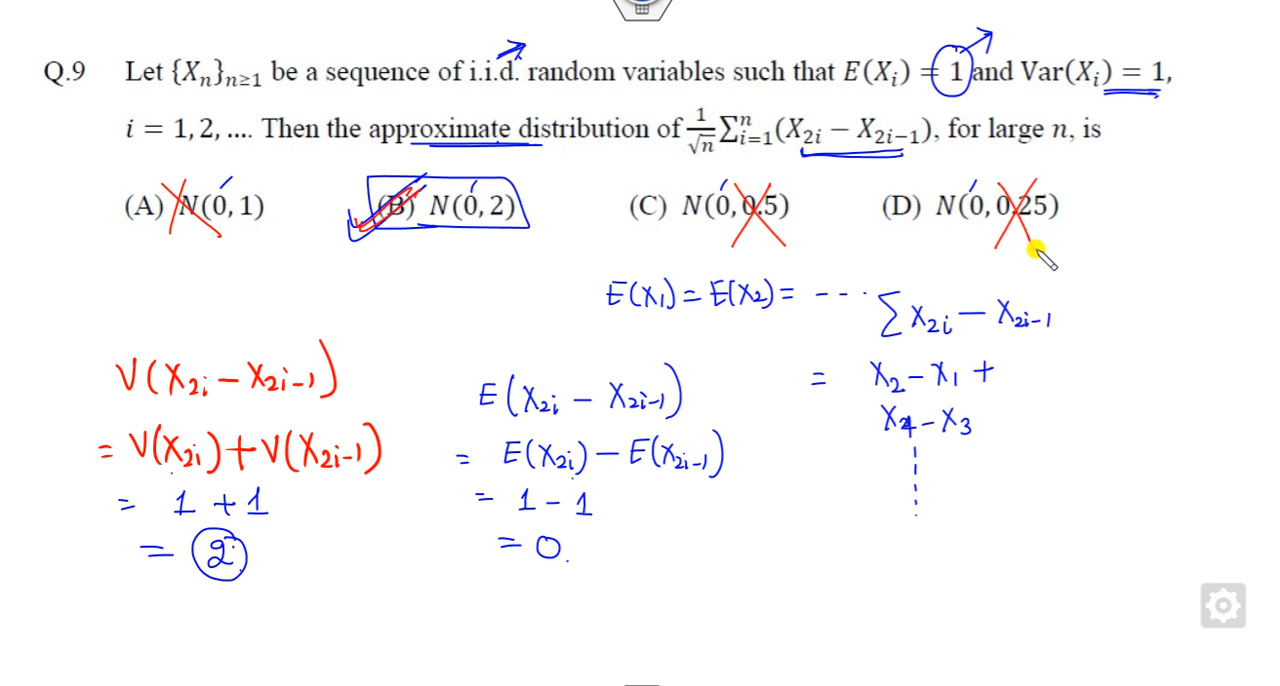 Q.9 Let {Xₙ}ₙ≥₁ be a sequence of i.i.d. random variables such that E(Xᵢ) = 1 and Var(Xᵢ) = 1,
i = 1, 2, .... Then the approximate distribution of 1/√n Σⁿᵢ₌₁(X₂ᵢ − X₂ᵢ₋₁), for large n, is
(A) N(0, 1) (B) N(0, 2) (C) N(0, 0.5) (D) N(0, 0.25)
E(X₁) = E(X₂) = ----
Σ X₂ᵢ − X₂ᵢ₋₁
= X₂ − X₁ +
X₄ − X₃
V(X₂ᵢ − X₂ᵢ₋₁)
= V(X₂ᵢ) + V(X₂ᵢ₋₁)
= 1 + 1
= 2
E(X₂ᵢ − X₂ᵢ₋₁)
= E(X₂ᵢ) − E(X₂ᵢ₋₁)
= 1 − 1
= 0.